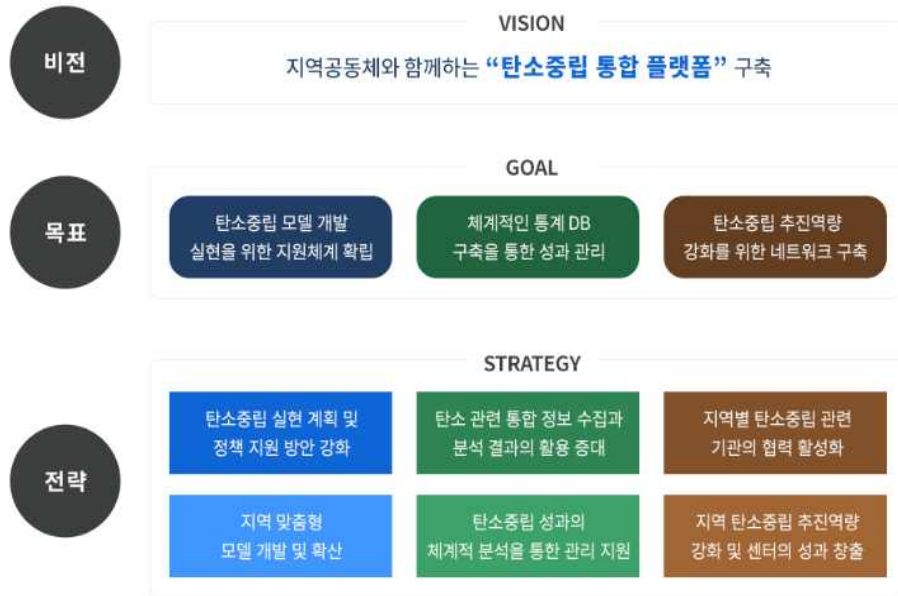 비전
VISION
지역공동체와 함께하는 “탄소중립 통합 플랫폼” 구축
목표
GOAL
탄소중립 모델 개발
실현을 위한 지원체계 확립
체계적인 통계 DB
구축을 통한 성과 관리
탄소중립 추진역량
강화를 위한 네트워크 구축
전략
STRATEGY
탄소중립 실현 계획 및
정책 지원 방안 강화
탄소 관련 통합 정보 수집과
분석 결과의 활용 증대
지역별 탄소중립 관련
기관의 협력 활성화
지역 맞춤형
모델 개발 및 확산
탄소중립 성과의
체계적 분석을 통한 관리 지원
지역 탄소중립 추진역량
강화 및 센터의 성과 창출